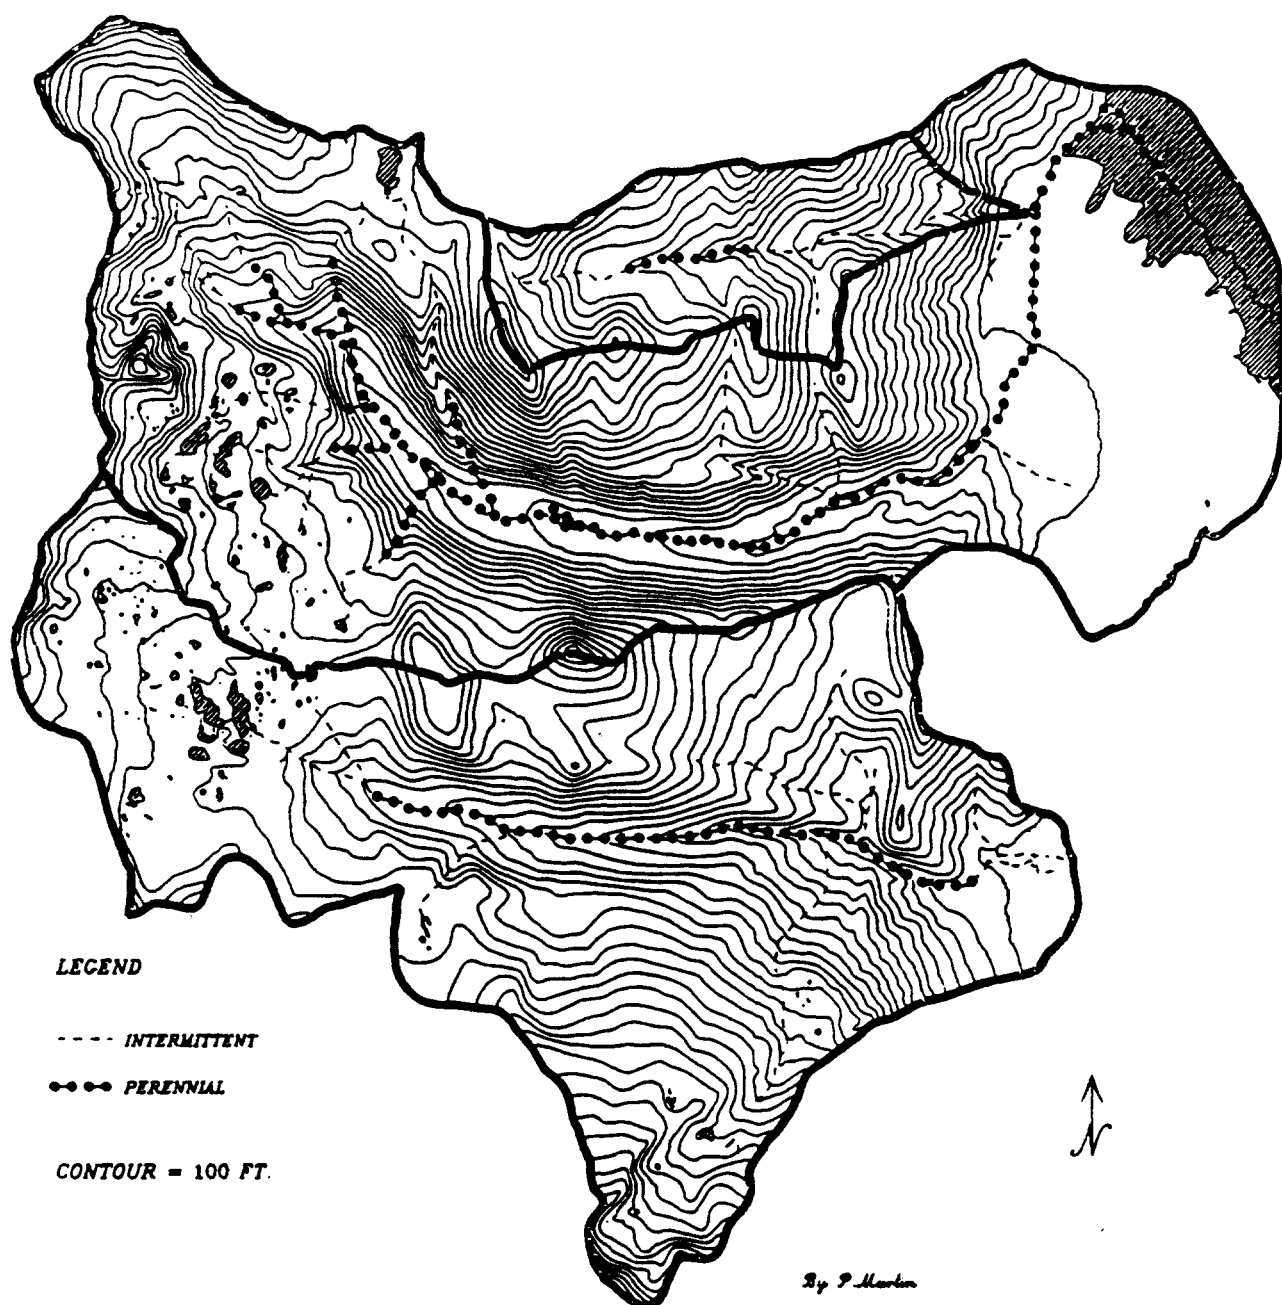 LEGEND
INTERMITTENT
PERENNIAL
CONTOUR = 100 FT.
N
By P. Martin